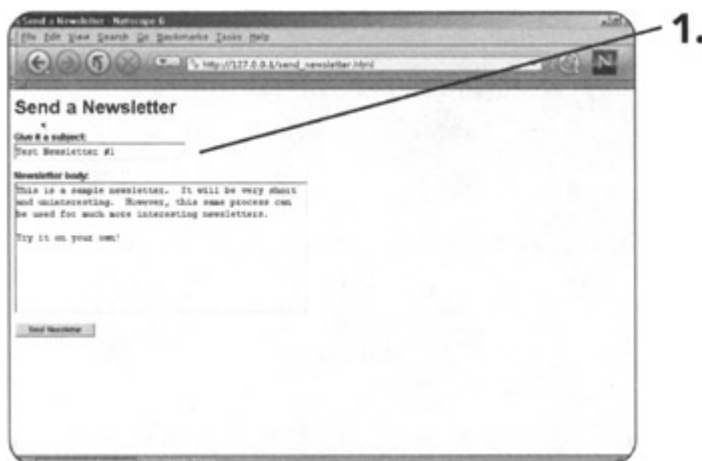 Send a Newsletter - Netscape 6
File Edit View Search Go Bookmarks Tasks Help
http://127.0.0.1/send_newsletter.html
N
1.
Send a Newsletter
Give it a subject:
Test Newsletter #1
Newsletter body:
This is a sample newsletter. It will be very short
and uninteresting. However, this same process can
be used for much more interesting newsletters.
Try it on your own!
Send Newsletter